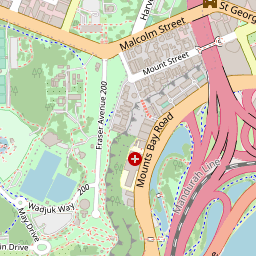 St Georg
Harv
Malcolm Street
Mount Street
Fraser Avenue 200
Mounts Bay Road
Mandurah Line
200
Wadjuk Way
May Drive
in Drive